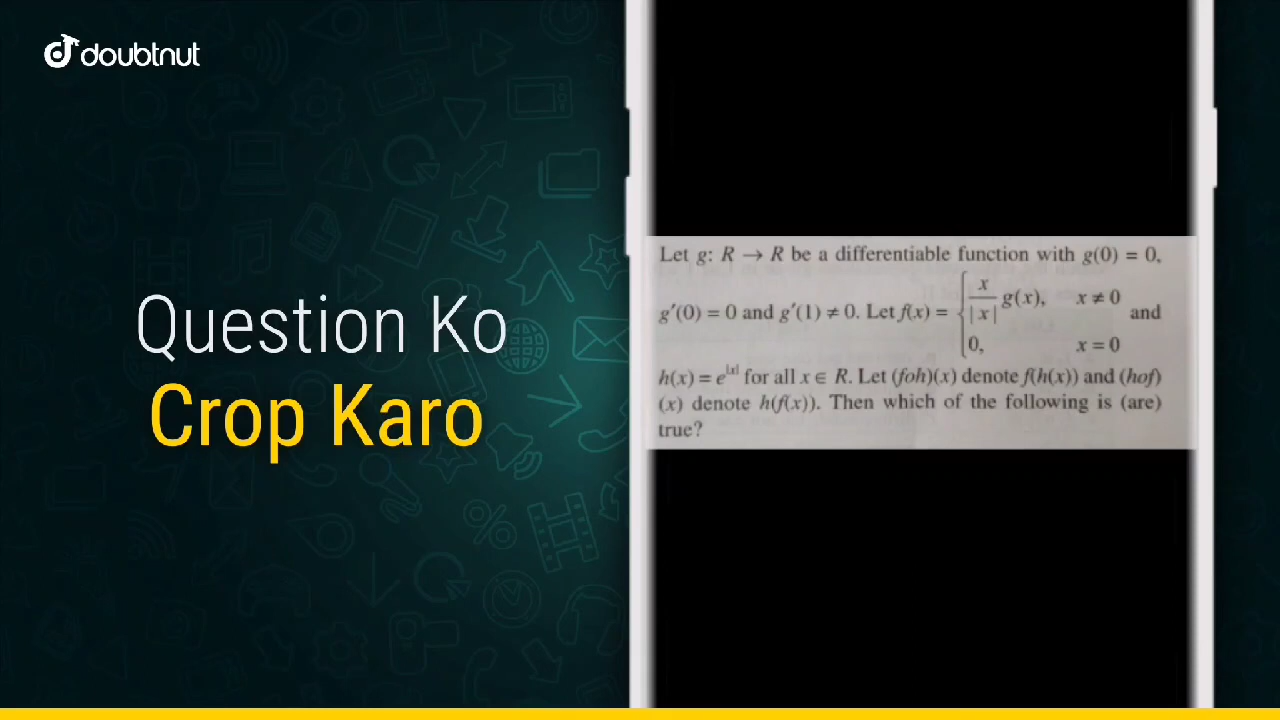 doubtnut
Question Ko
Crop Karo
Let g: R → R be a differentiable function with g(0) = 0,
g′(0) = 0 and g′(1) ≠ 0. Let f(x) = { x/|x| g(x), x ≠ 0
0, x = 0 and
h(x) = e^|x| for all x ∈ R. Let (foh)(x) denote f(h(x)) and (hof)
(x) denote h(f(x)). Then which of the following is (are)
true?